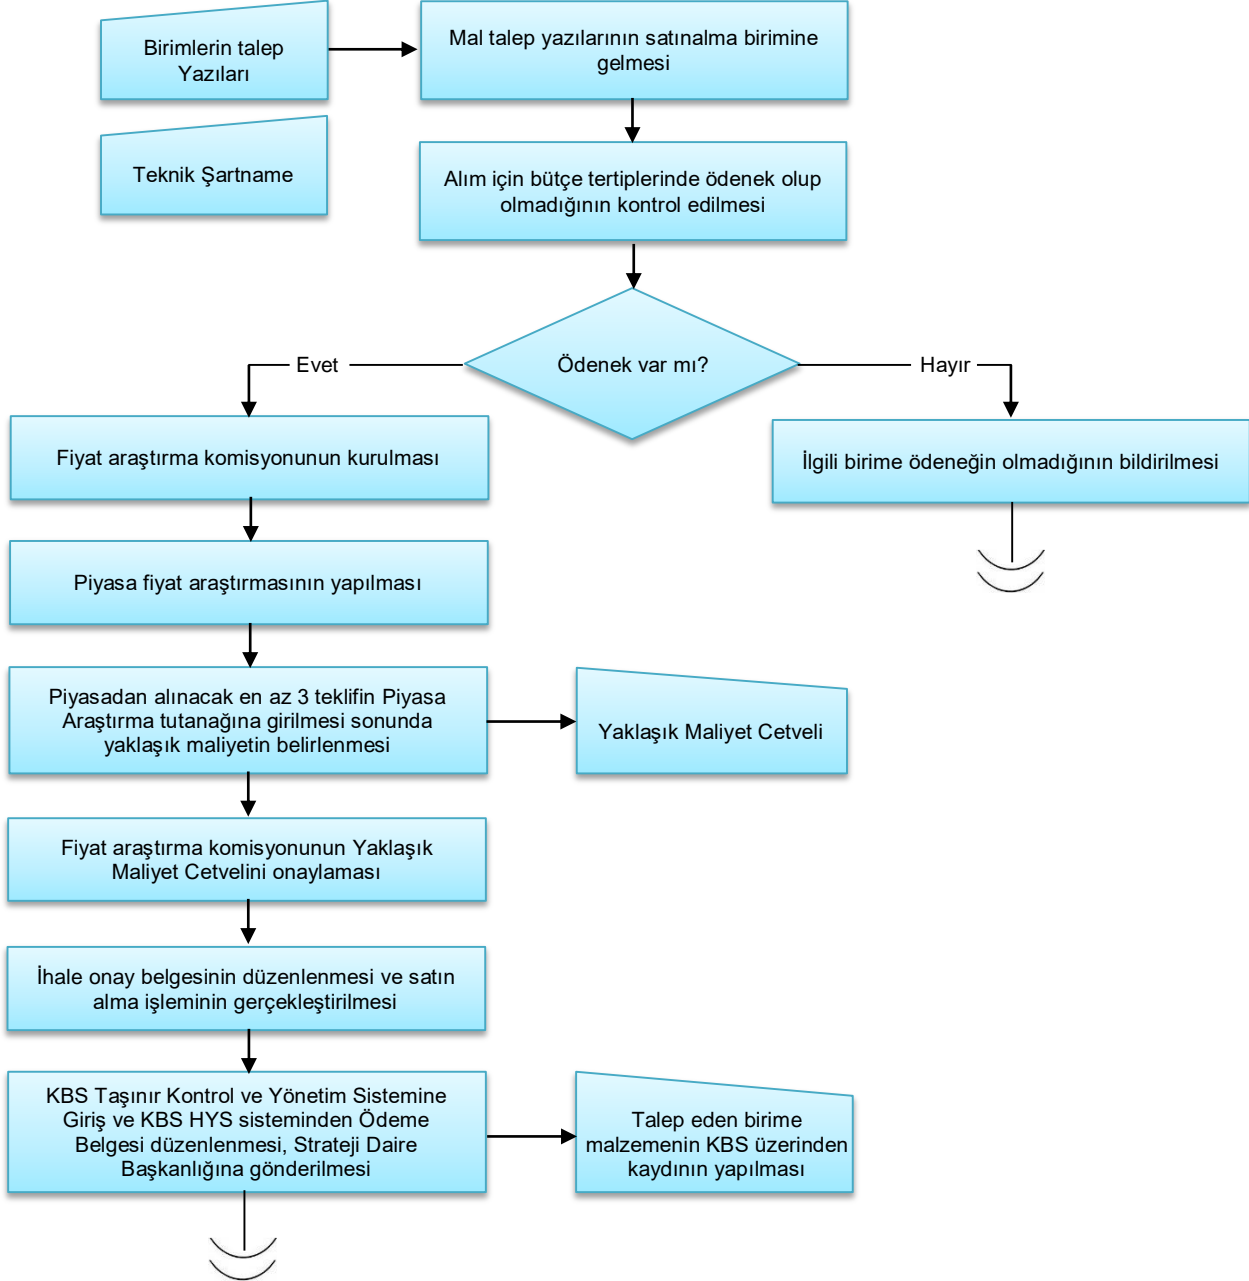 Birimlerin talep
Yazıları
Mal talep yazılarının satınalma birimine
gelmesi
Teknik Şartname
Alım için bütçe tertiplerinde ödenek olup
olmadığının kontrol edilmesi
Ödenek var mı?
Evet
Hayır
Fiyat araştırma komisyonunun kurulması
İlgili birime ödeneğin olmadığının bildirilmesi
Piyasa fiyat araştırmasının yapılması
Piyasadan alınacak en az 3 teklifin Piyasa
Araştırma tutanağına girilmesi sonunda
yaklaşık maliyetin belirlenmesi
Yaklaşık Maliyet Cetveli
Fiyat araştırma komisyonunun Yaklaşık
Maliyet Cetvelini onaylaması
İhale onay belgesinin düzenlenmesi ve satın
alma işleminin gerçekleştirilmesi
KBS Taşınır Kontrol ve Yönetim Sistemine
Giriş ve KBS HYS sisteminden Ödeme
Belgesi düzenlenmesi, Strateji Daire
Başkanlığına gönderilmesi
Talep eden birime
malzemenin KBS üzerinden
kaydının yapılması